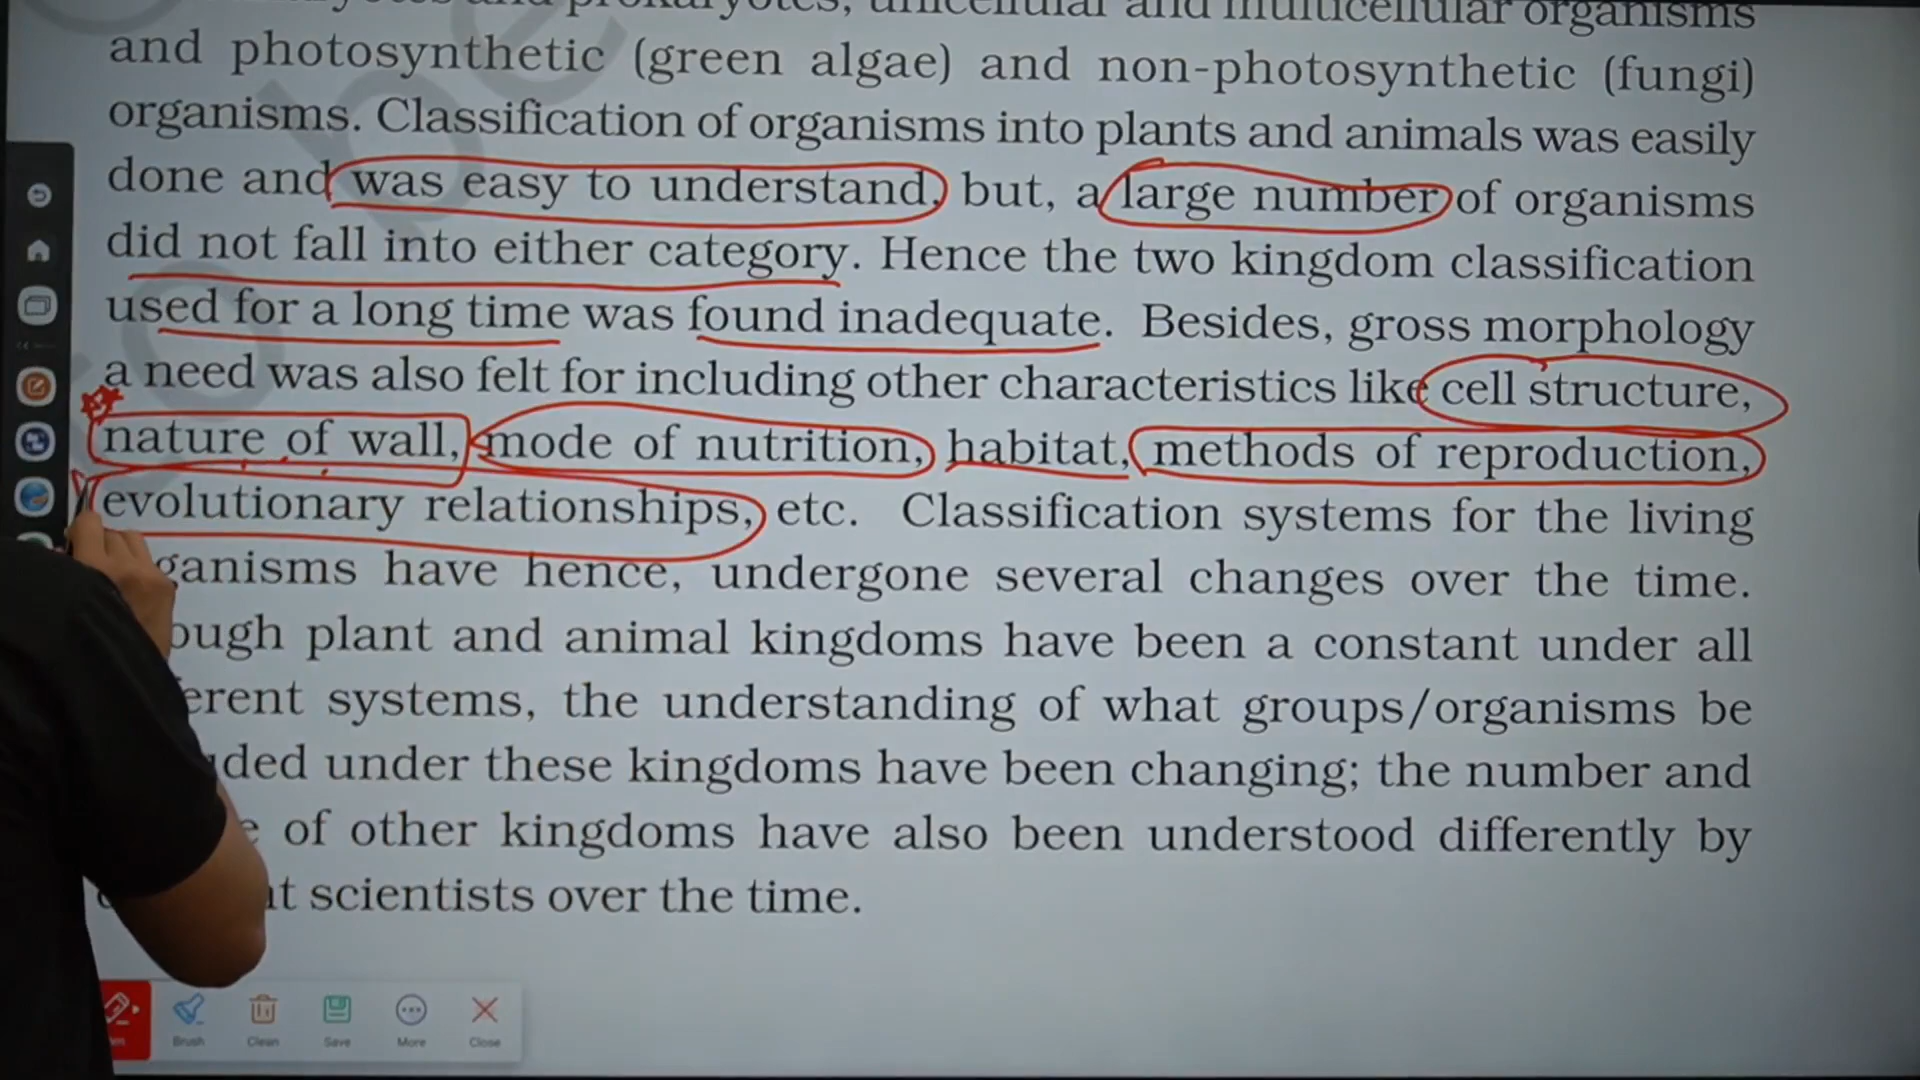 and prokaryotes, unicellular and multicellular organisms
and photosynthetic (green algae) and non-photosynthetic (fungi)
organisms. Classification of organisms into plants and animals was easily
done and was easy to understand, but, a large number of organisms
did not fall into either category. Hence the two kingdom classification
used for a long time was found inadequate. Besides, gross morphology
a need was also felt for including other characteristics like cell structure,
nature of wall, mode of nutrition, habitat, methods of reproduction,
evolutionary relationships, etc. Classification systems for the living
ganisms have hence, undergone several changes over the time.
ough plant and animal kingdoms have been a constant under all
erent systems, the understanding of what groups/organisms be
ded under these kingdoms have been changing; the number and
e of other kingdoms have also been understood differently by
t scientists over the time.
Brush Clean Save More Close